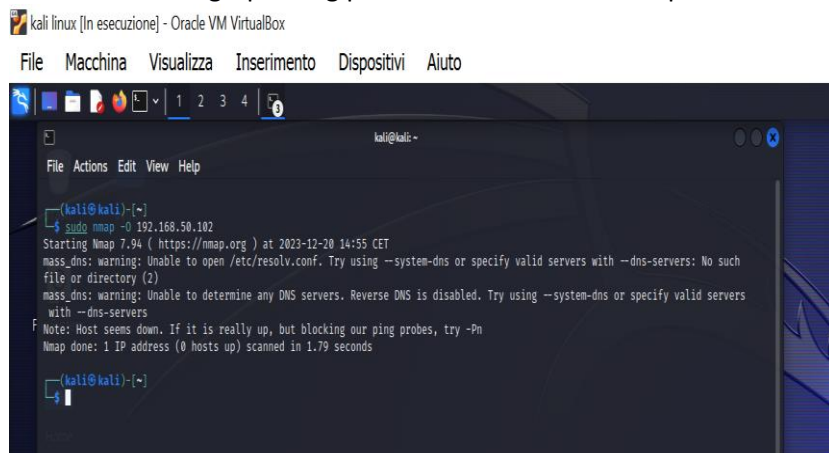 kali linux [In esecuzione] - Oracle VM VirtualBox
File Macchina Visualizza Inserimento Dispositivi Aiuto
1 2 3 4
kali@kali: ~
File Actions Edit View Help
(kali㉿kali)-[~]
$ sudo nmap -O 192.168.50.102
Starting Nmap 7.94 ( https://nmap.org ) at 2023-12-20 14:55 CET
mass_dns: warning: Unable to open /etc/resolv.conf. Try using --system-dns or specify valid servers with --dns-servers: No such
file or directory (2)
mass_dns: warning: Unable to determine any DNS servers. Reverse DNS is disabled. Try using --system-dns or specify valid servers
with --dns-servers
Note: Host seems down. If it is really up, but blocking our ping probes, try -Pn
Nmap done: 1 IP address (0 hosts up) scanned in 1.79 seconds
(kali㉿kali)-[~]
$